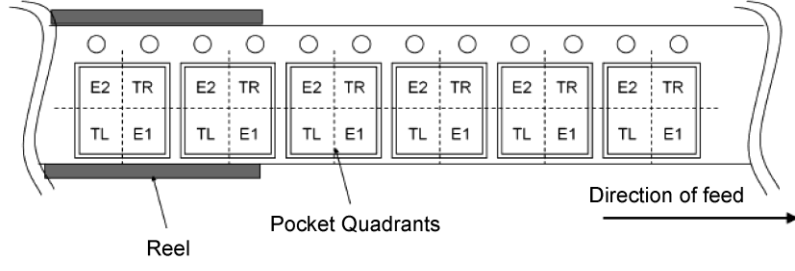 E2 TR E2 TR E2 TR E2 TR E2 TR E2 TR
TL E1 TL E1 TL E1 TL E1 TL E1 TL E1
Direction of feed
Pocket Quadrants
Reel